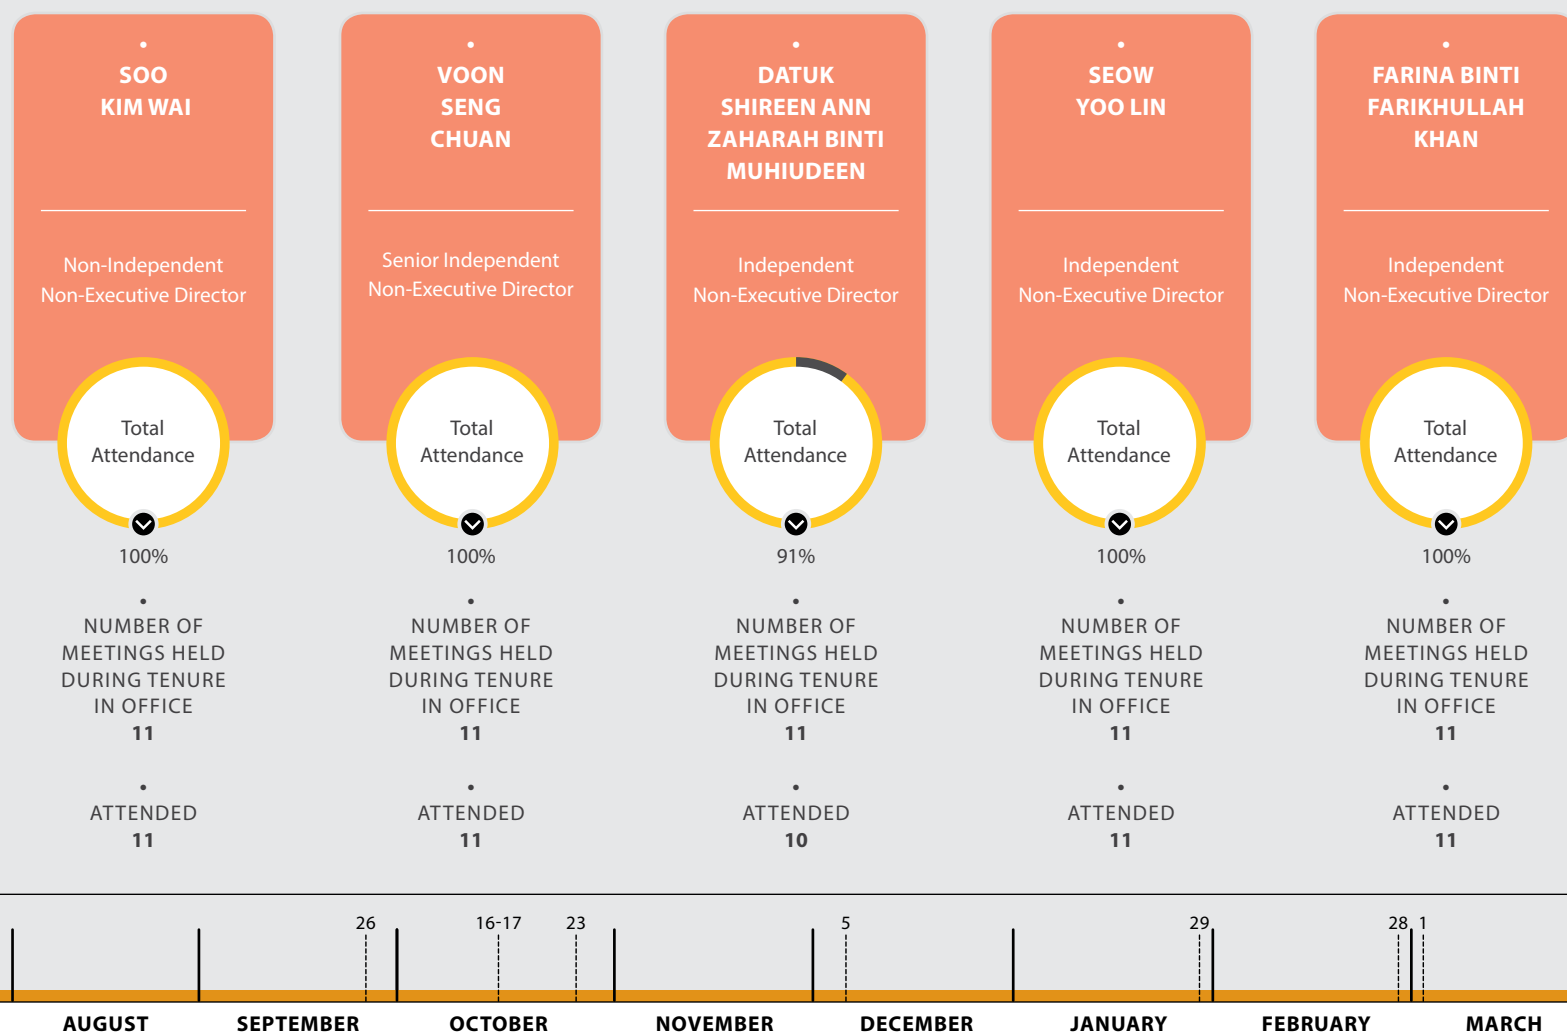 SOO
KIM WAI
Non-Independent
Non-Executive Director
Total
Attendance
100%
NUMBER OF
MEETINGS HELD
DURING TENURE
IN OFFICE
11
ATTENDED
11
VOON
SENG
CHUAN
Senior Independent
Non-Executive Director
Total
Attendance
100%
NUMBER OF
MEETINGS HELD
DURING TENURE
IN OFFICE
11
ATTENDED
11
DATUK
SHIREEN ANN
ZAHARAH BINTI
MUHIUDEEN
Independent
Non-Executive Director
Total
Attendance
91%
NUMBER OF
MEETINGS HELD
DURING TENURE
IN OFFICE
11
ATTENDED
10
SEOW
YOO LIN
Independent
Non-Executive Director
Total
Attendance
100%
NUMBER OF
MEETINGS HELD
DURING TENURE
IN OFFICE
11
ATTENDED
11
FARINA BINTI
FARIKHULLAH
KHAN
Independent
Non-Executive Director
Total
Attendance
100%
NUMBER OF
MEETINGS HELD
DURING TENURE
IN OFFICE
11
ATTENDED
11
26 16-17 23 5 29 28 1
AUGUST SEPTEMBER OCTOBER NOVEMBER DECEMBER JANUARY FEBRUARY MARCH